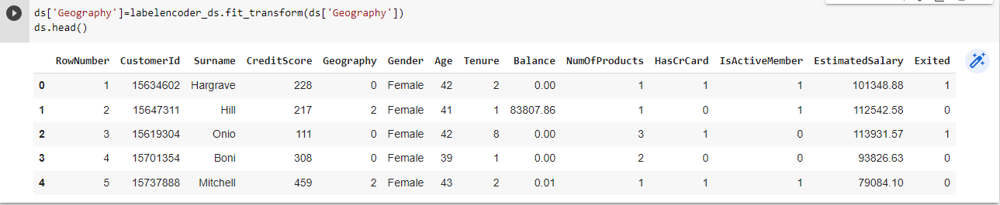 ds['Geography']=labelencoder_ds.fit_transform(ds['Geography'])
ds.head()
RowNumber CustomerId Surname CreditScore Geography Gender Age Tenure Balance NumOfProducts HasCrCard IsActiveMember EstimatedSalary Exited
0 1 15634602 Hargrave 228 0 Female 42 2 0.00 1 1 1 101348.88 1
1 2 15647311 Hill 217 2 Female 41 1 83807.86 1 0 1 112542.58 0
2 3 15619304 Onio 111 0 Female 42 8 0.00 3 1 0 113931.57 1
3 4 15701354 Boni 308 0 Female 39 1 0.00 2 0 0 93826.63 0
4 5 15737888 Mitchell 459 2 Female 43 2 0.01 1 1 1 79084.10 0